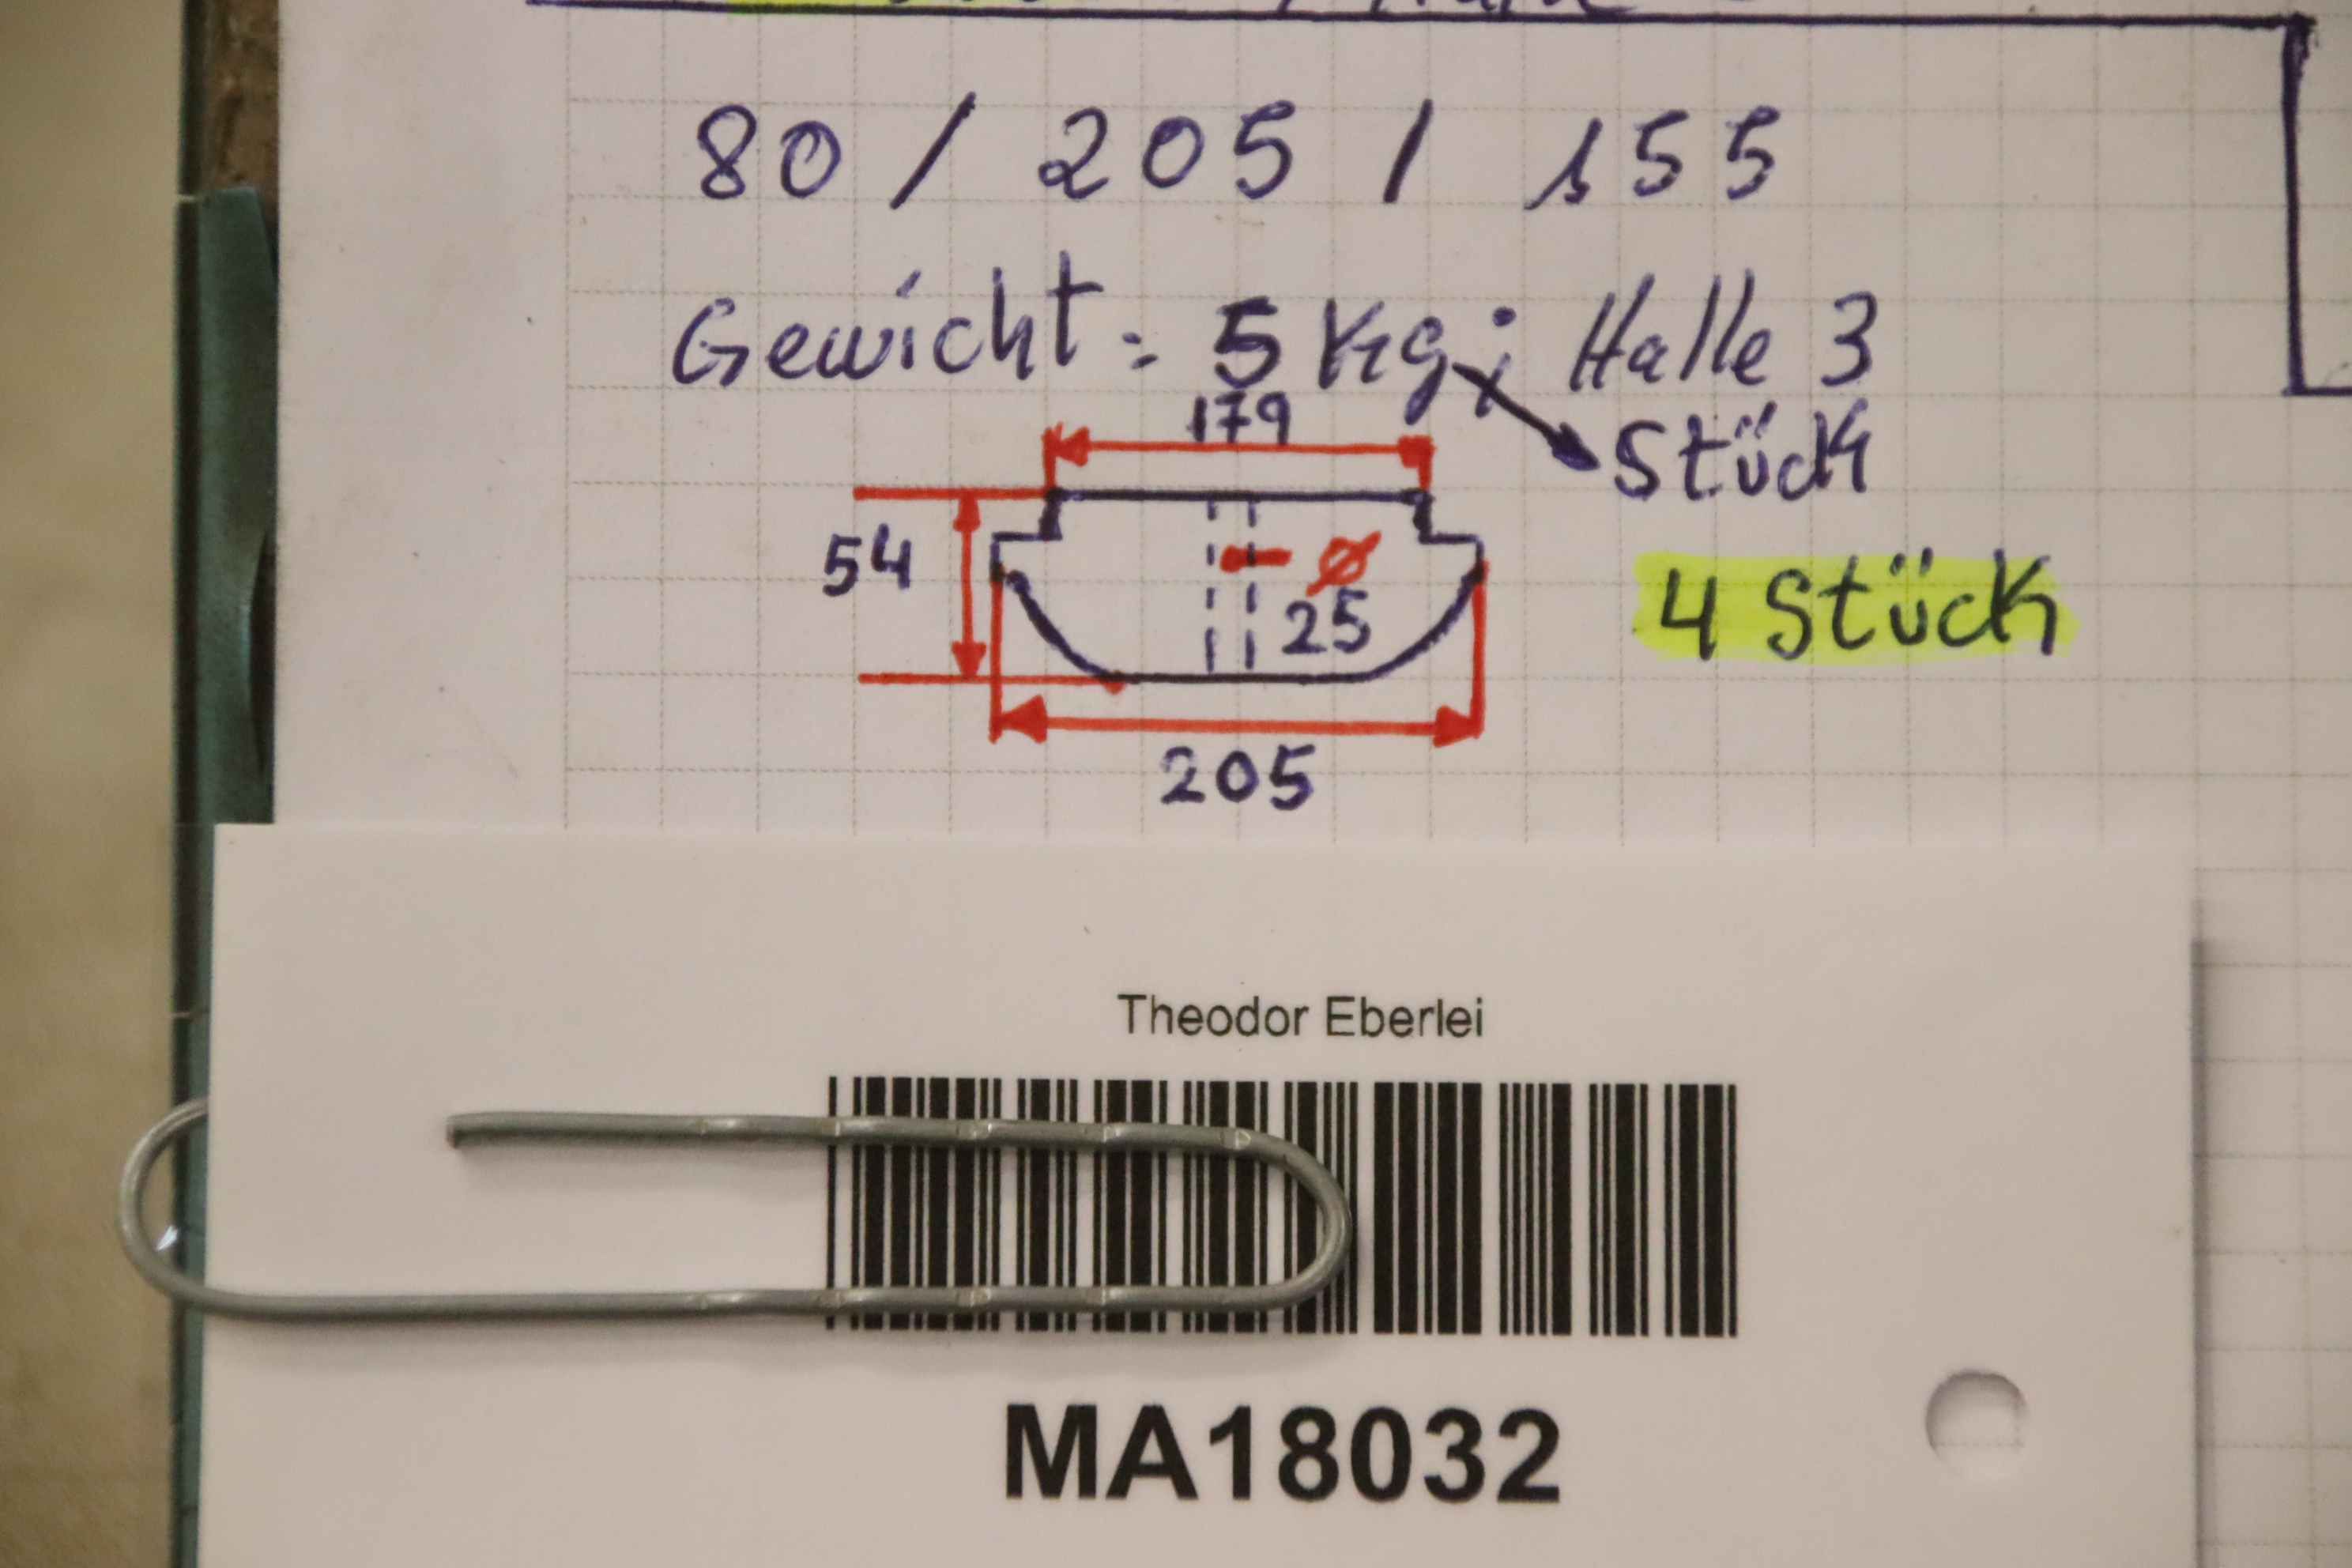 80 / 205 / 155
Gewicht: 5 Kg; Halle 3
Stück
179
54
Ø
25
4 Stück
205
Theodor Eberlei
MA18032